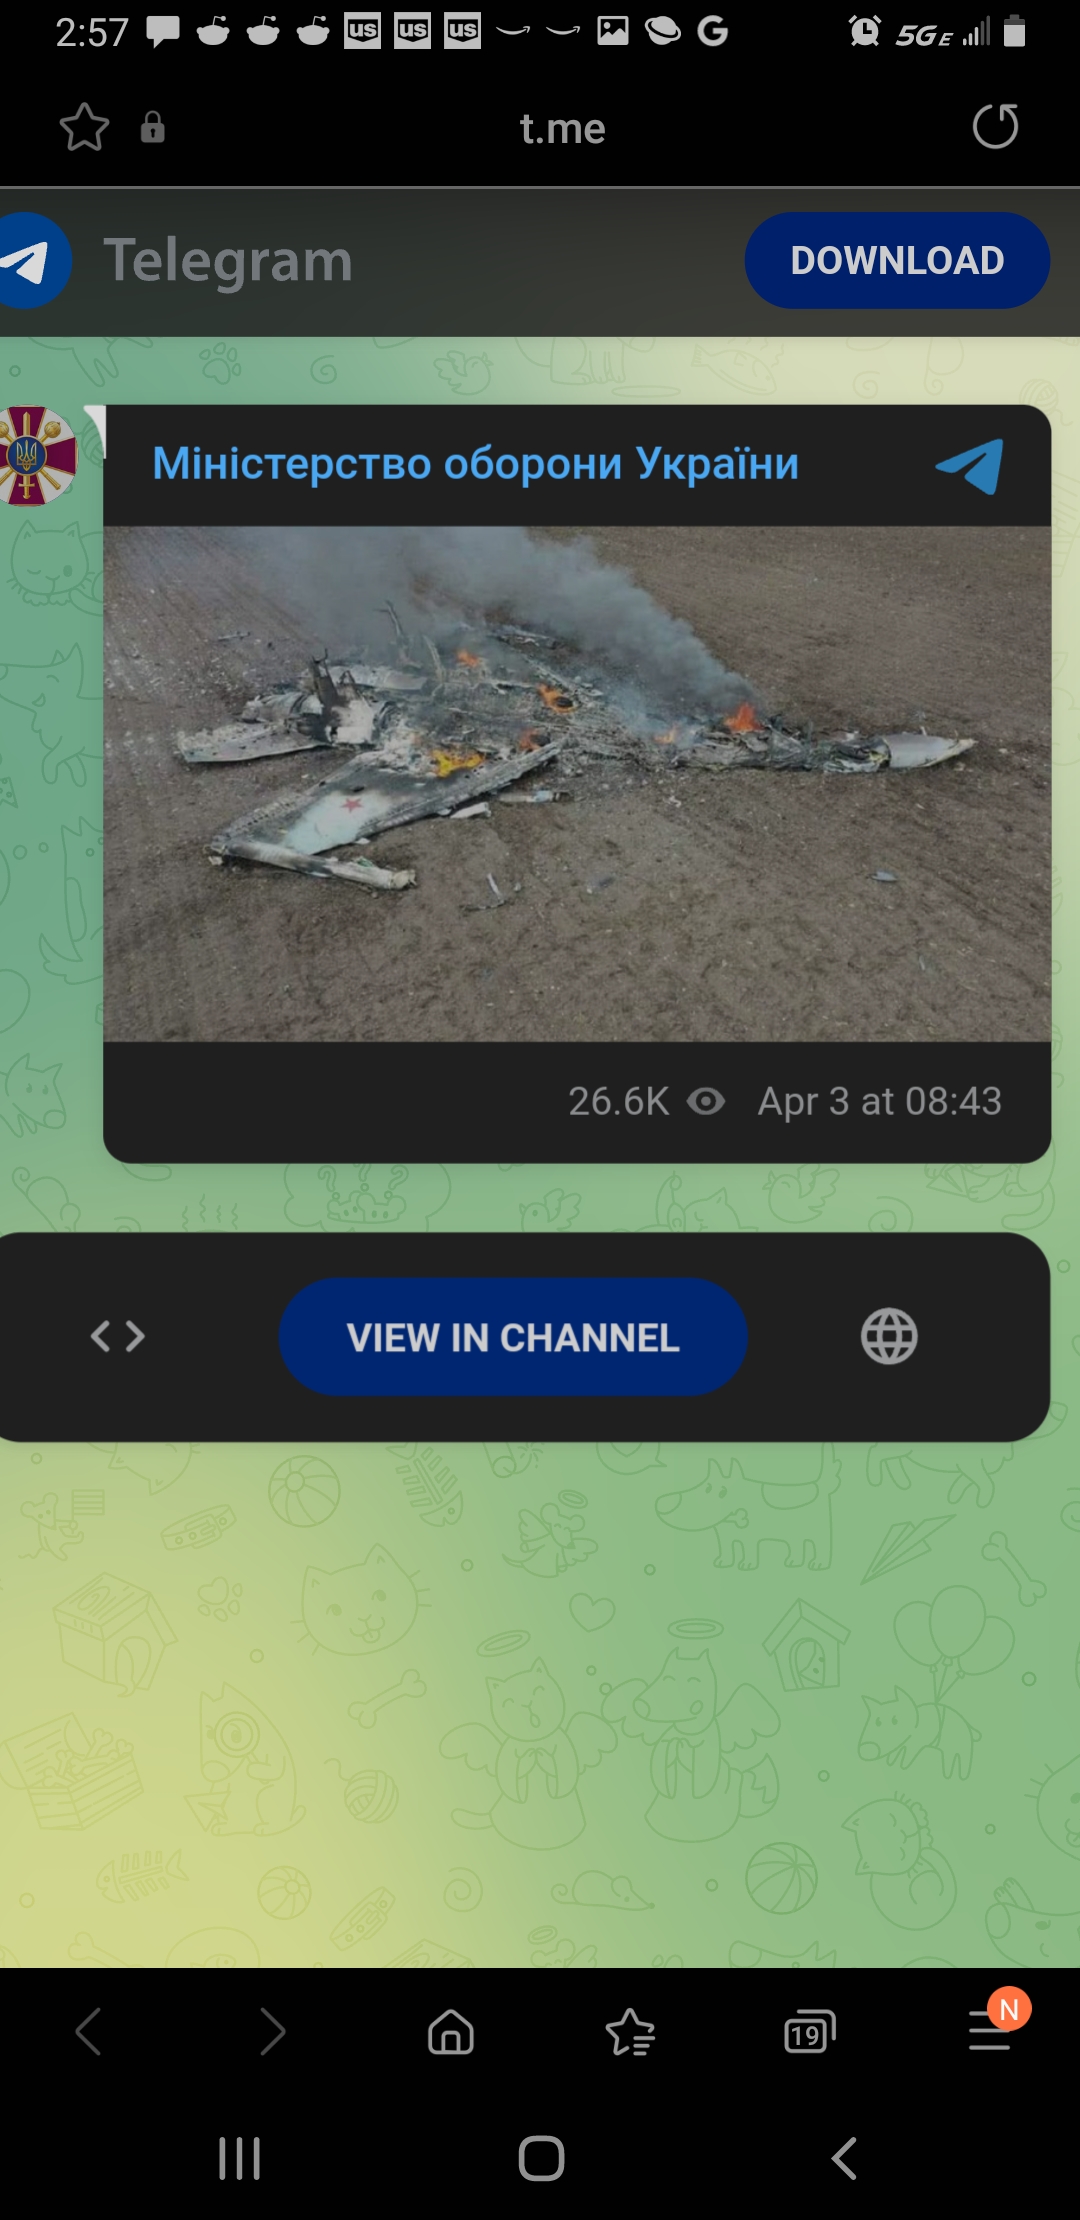 2:57 us us us G 5GE
t.me
Telegram DOWNLOAD
Міністерство оборони України
26.6K Apr 3 at 08:43
<> VIEW IN CHANNEL
19 N